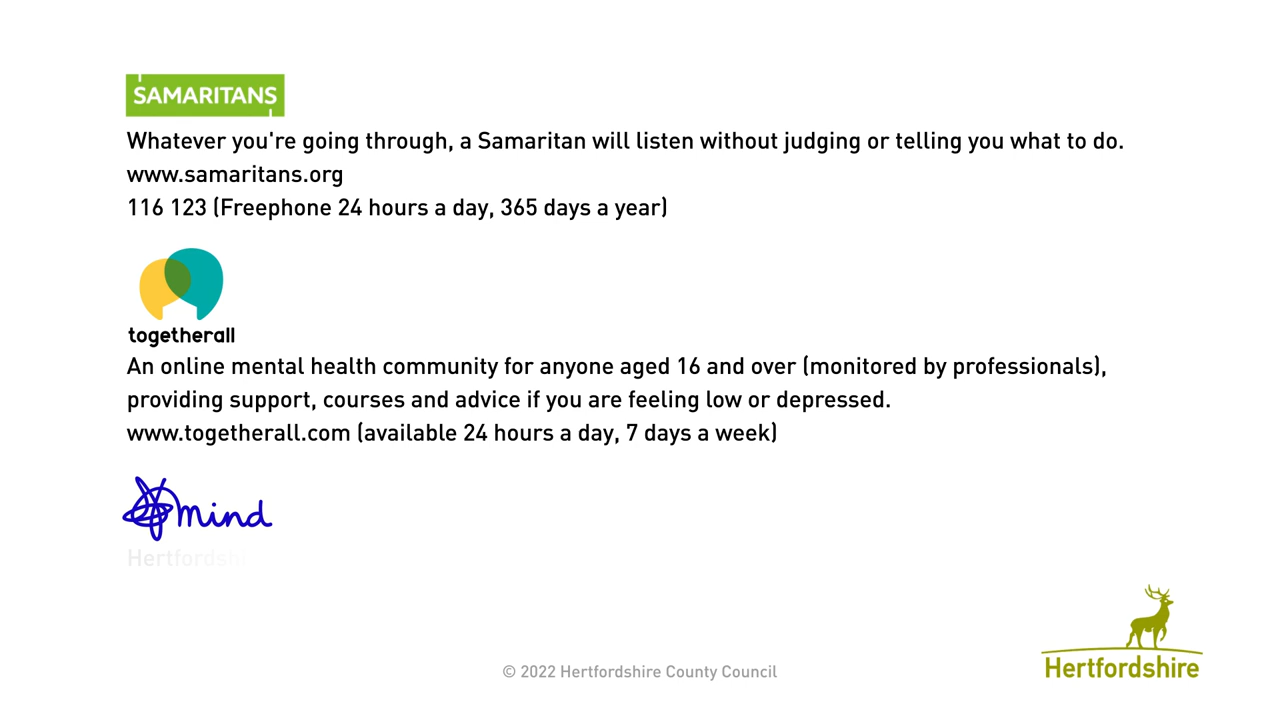 SAMARITANS
Whatever you're going through, a Samaritan will listen without judging or telling you what to do.
www.samaritans.org
116 123 (Freephone 24 hours a day, 365 days a year)
togetherall
An online mental health community for anyone aged 16 and over (monitored by professionals),
providing support, courses and advice if you are feeling low or depressed.
www.togetherall.com (available 24 hours a day, 7 days a week)
mind
© 2022 Hertfordshire County Council
Hertfordshire